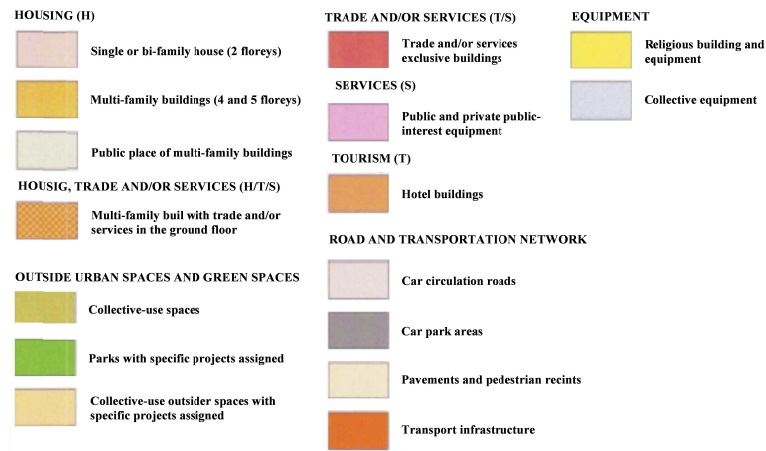 HOUSING (H)
Single or bi-family house (2 floreys)
Multi-family buildings (4 and 5 floreys)
Public place of multi-family buildings
HOUSIG, TRADE AND/OR SERVICES (H/T/S)
Multi-family buil with trade and/or
services in the ground floor
OUTSIDE URBAN SPACES AND GREEN SPACES
Collective-use spaces
Parks with specific projects assigned
Collective-use outsider spaces with
specific projects assigned
TRADE AND/OR SERVICES (T/S)
Trade and/or services
exclusive buildings
SERVICES (S)
Public and private public-
interest equipment
TOURISM (T)
Hotel buildings
ROAD AND TRANSPORTATION NETWORK
Car circulation roads
Car park areas
Pavements and pedestrian recints
Transport infrastructure
EQUIPMENT
Religious building and
equipment
Collective equipment